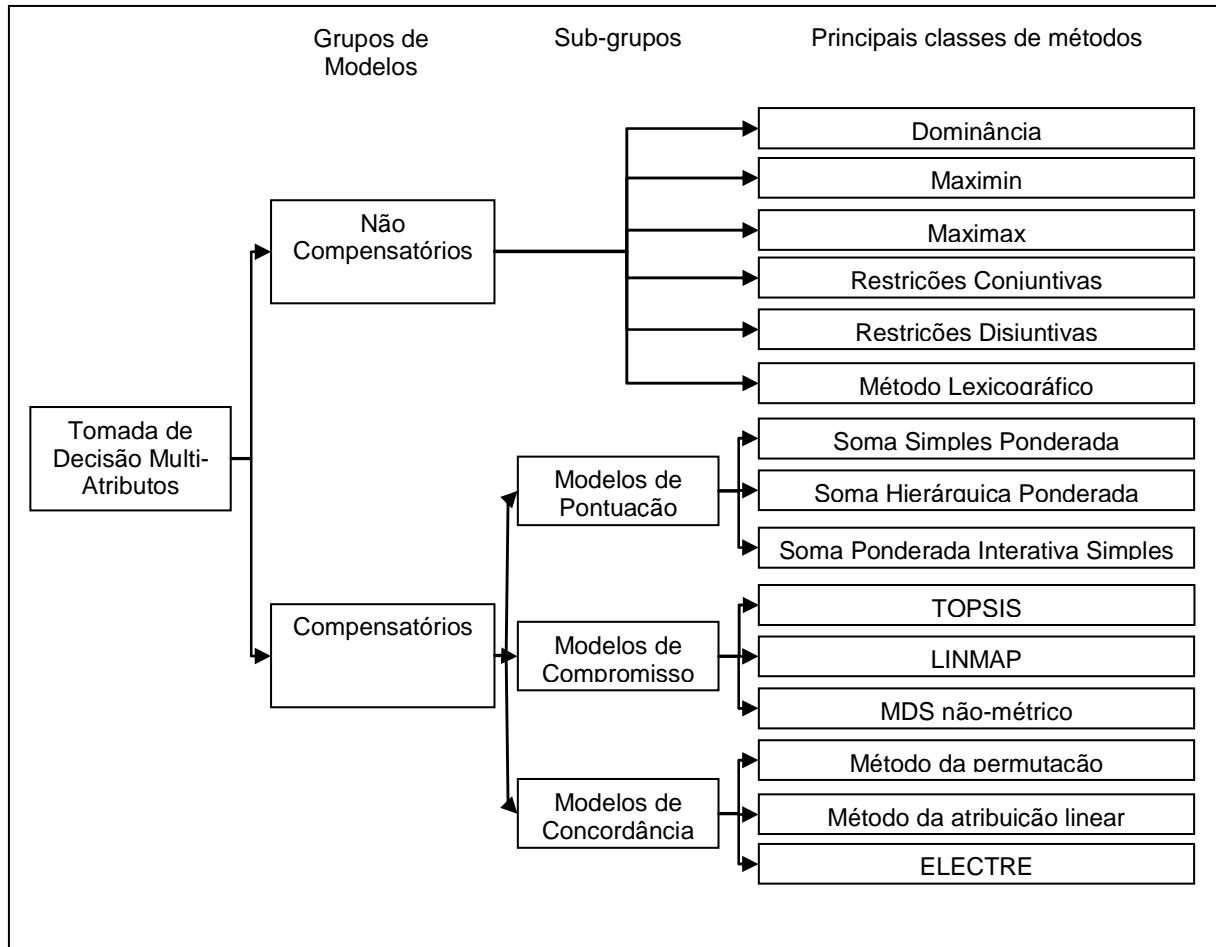 Grupos de
Modelos
Sub-grupos
Principais classes de métodos
Dominância
Maximin
Maximax
Restrições Conjuntivas
Restrições Disjuntivas
Método Lexicográfico
Não
Compensatórios
Tomada de
Decisão Multi-
Atributos
Compensatórios
Modelos de
Pontuação
Soma Simples Ponderada
Soma Hierárquica Ponderada
Soma Ponderada Interativa Simples
Modelos de
Compromisso
TOPSIS
LINMAP
MDS não-métrico
Modelos de
Concordância
Método da permutação
Método da atribuição linear
ELECTRE